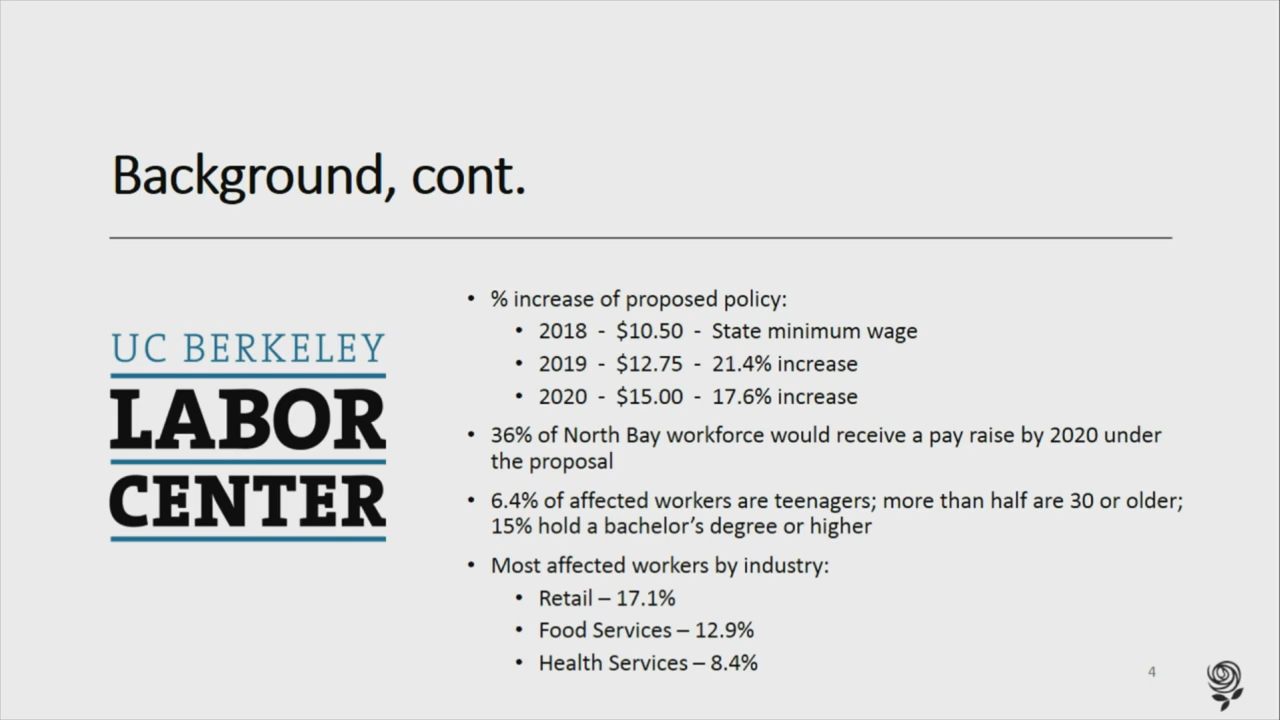 Background, cont.
UC BERKELEY
LABOR
CENTER
• % increase of proposed policy:
• 2018 - $10.50 - State minimum wage
• 2019 - $12.75 - 21.4% increase
• 2020 - $15.00 - 17.6% increase
• 36% of North Bay workforce would receive a pay raise by 2020 under
the proposal
• 6.4% of affected workers are teenagers; more than half are 30 or older;
15% hold a bachelor’s degree or higher
• Most affected workers by industry:
• Retail – 17.1%
• Food Services – 12.9%
• Health Services – 8.4%
4